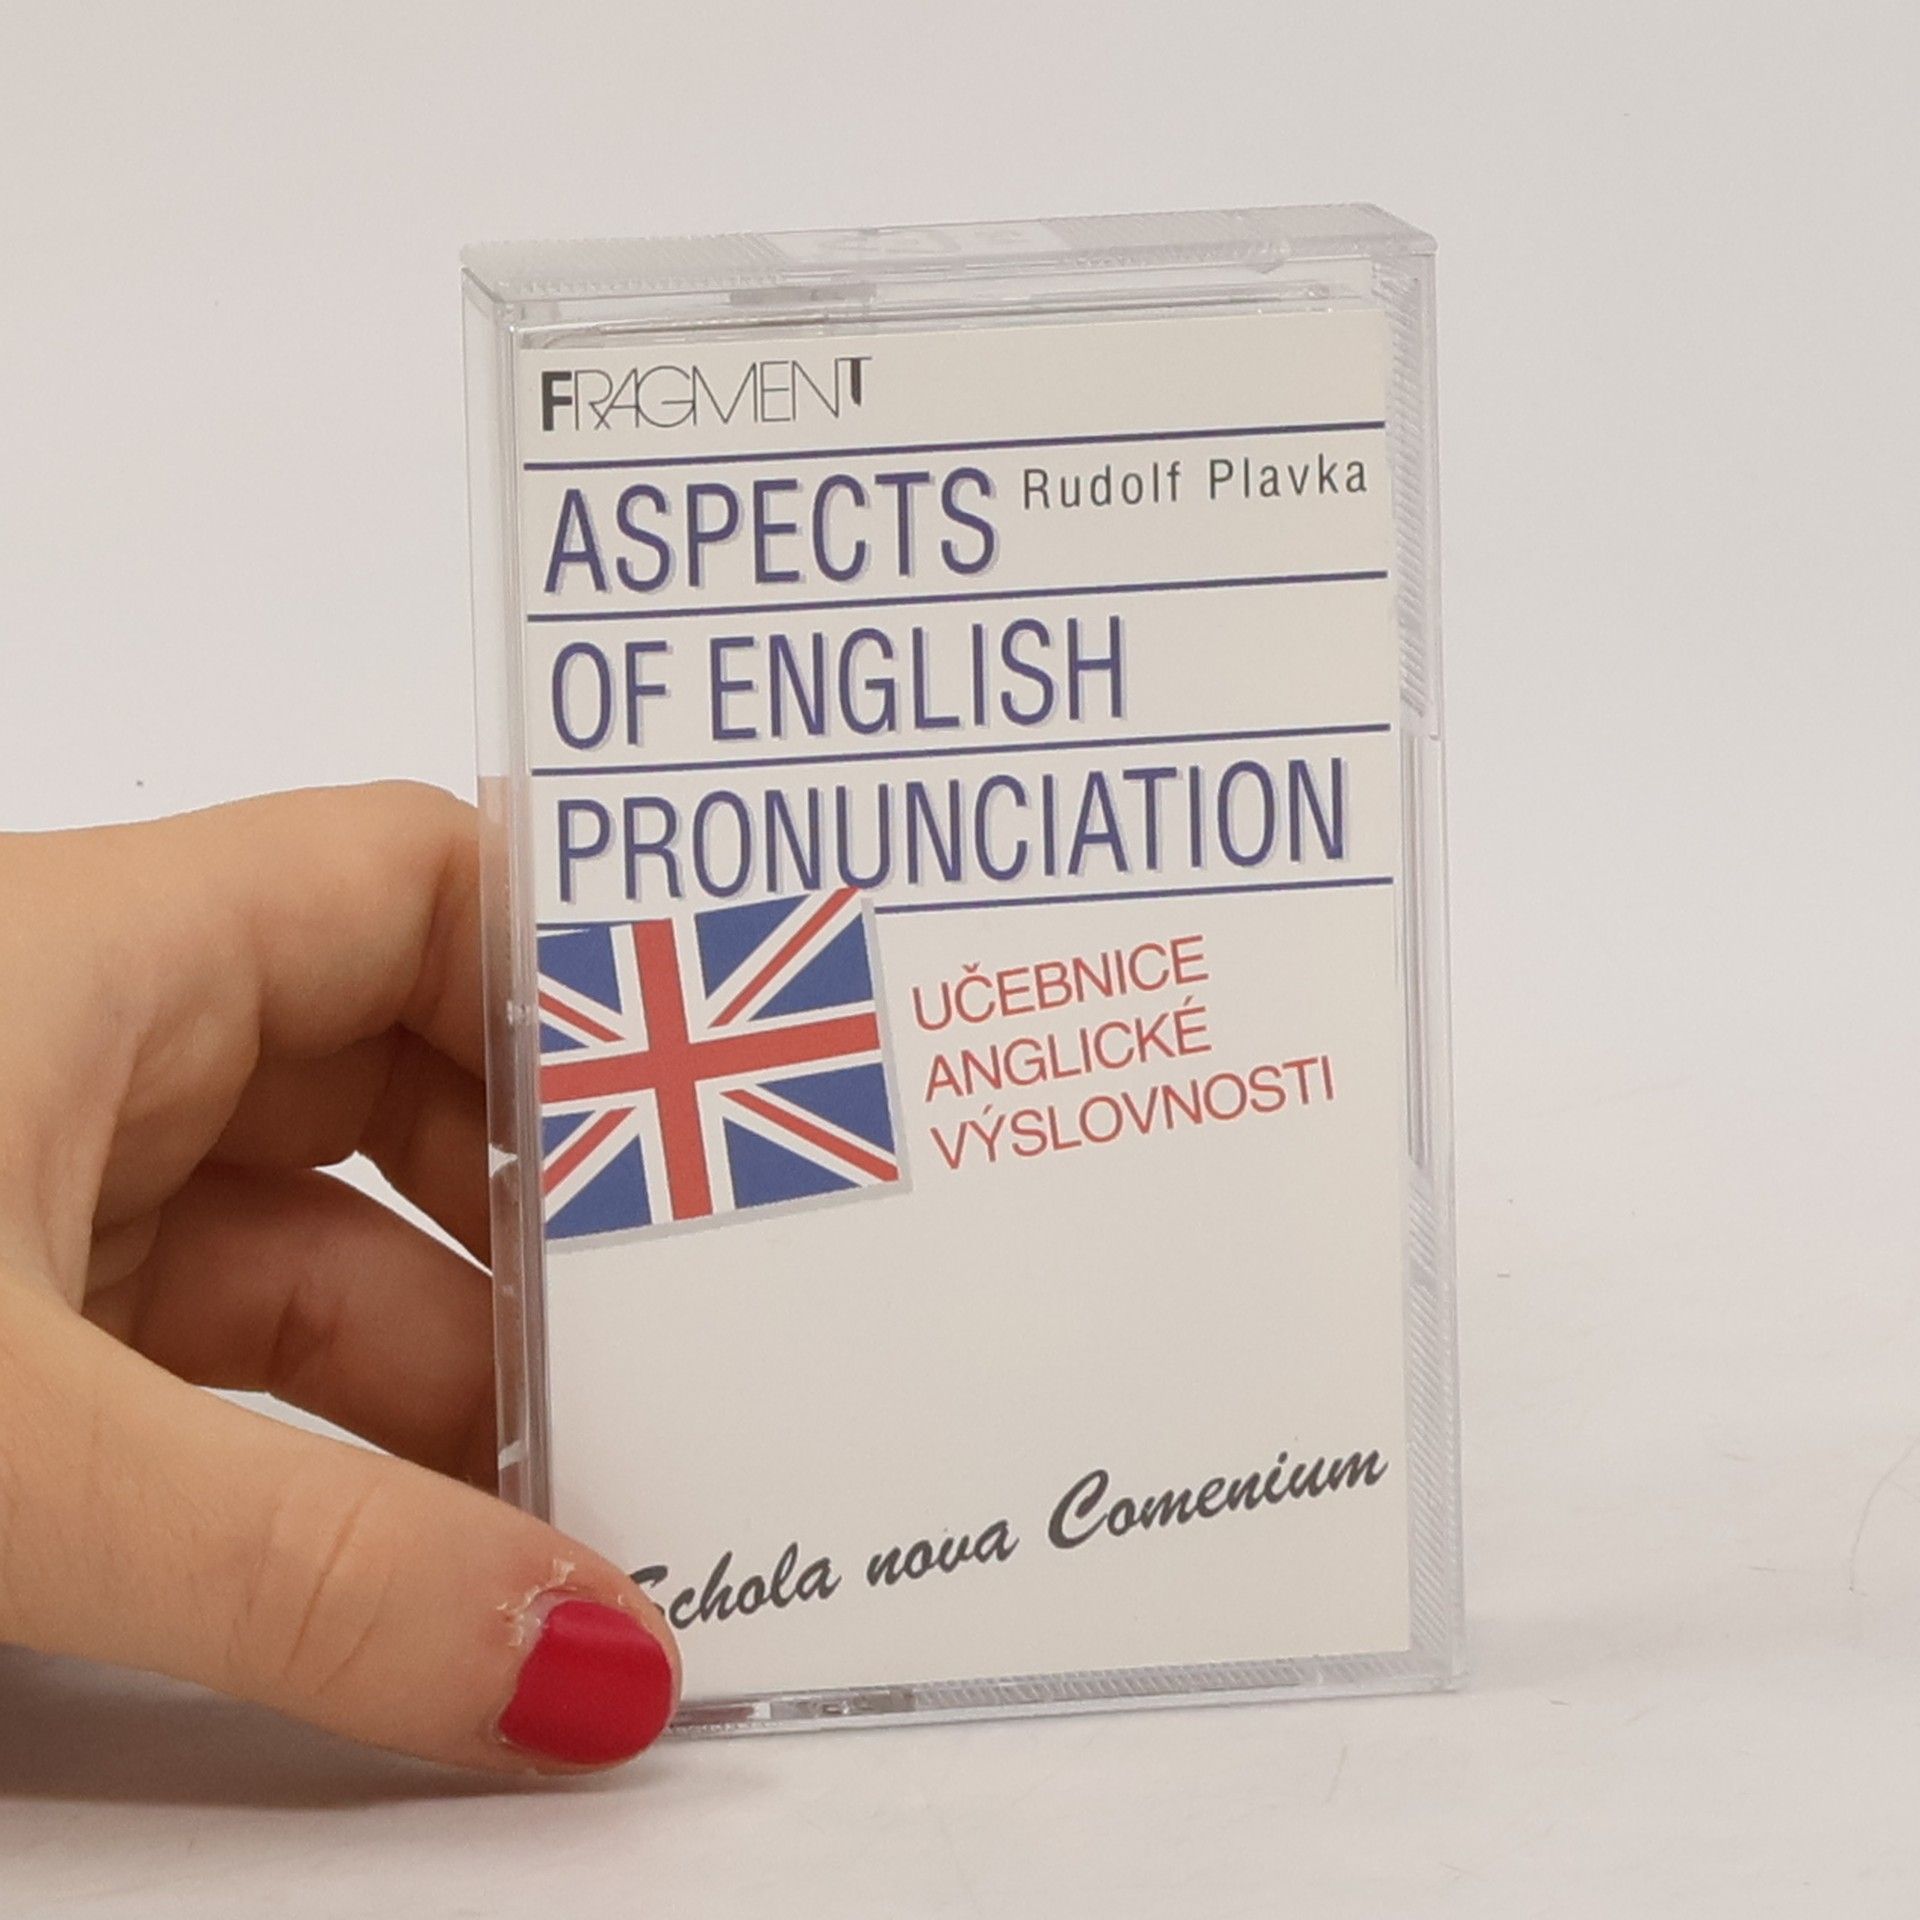 FRAGMENT
ASPECTS Rudolf Plavka
OF ENGLISH
PRONUNCIATION
UČEBNICE
ANGLICKÉ
VÝSLOVNOSTI
Schola nova Comenium